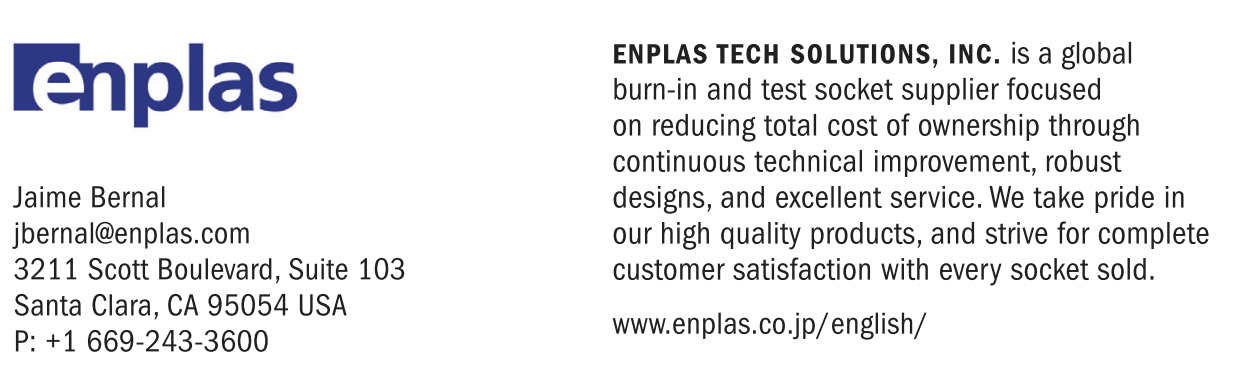 enplas
Jaime Bernal
jbernal@enplas.com
3211 Scott Boulevard, Suite 103
Santa Clara, CA 95054 USA
P: +1 669-243-3600
ENPLAS TECH SOLUTIONS, INC. is a global
burn-in and test socket supplier focused
on reducing total cost of ownership through
continuous technical improvement, robust
designs, and excellent service. We take pride in
our high quality products, and strive for complete
customer satisfaction with every socket sold.
www.enplas.co.jp/english/